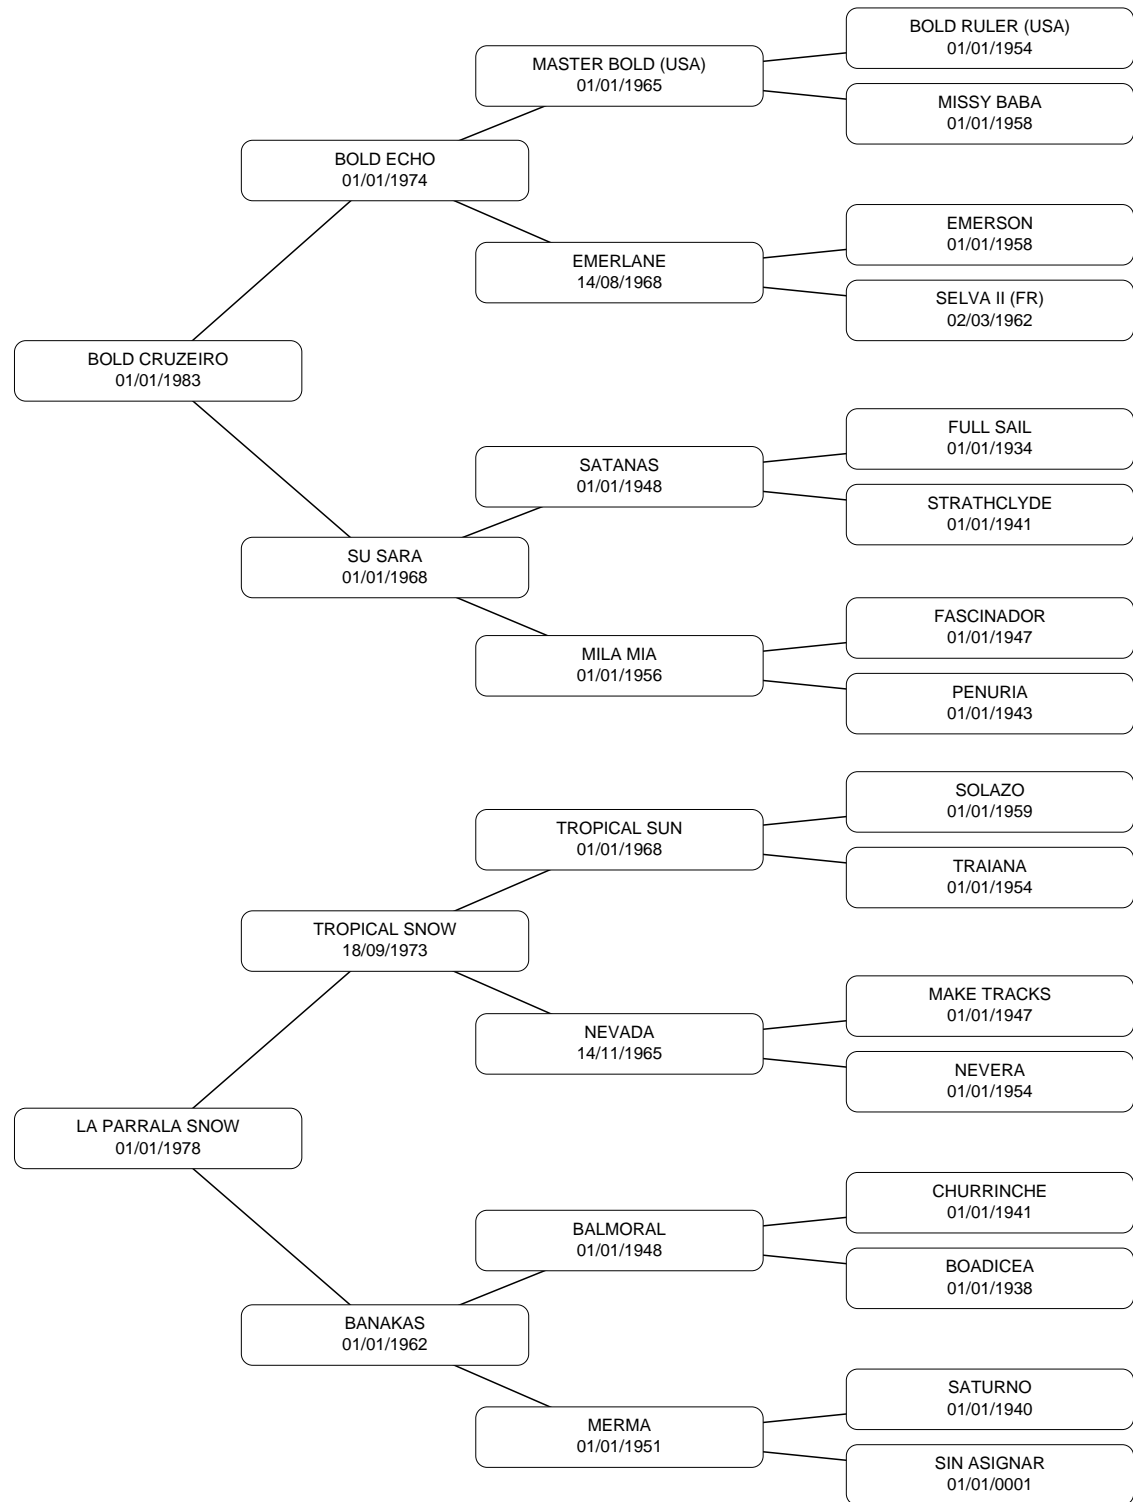 BOLD RULER (USA)
01/01/1954
MASTER BOLD (USA)
01/01/1965
MISSY BABA
01/01/1958
BOLD ECHO
01/01/1974
EMERSON
01/01/1958
EMERLANE
14/08/1968
SELVA II (FR)
02/03/1962
BOLD CRUZEIRO
01/01/1983
FULL SAIL
01/01/1934
SATANAS
01/01/1948
STRATHCLYDE
01/01/1941
SU SARA
01/01/1968
FASCINADOR
01/01/1947
MILA MIA
01/01/1956
PENURIA
01/01/1943
SOLAZO
01/01/1959
TROPICAL SUN
01/01/1968
TRAIANA
01/01/1954
TROPICAL SNOW
18/09/1973
MAKE TRACKS
01/01/1947
NEVADA
14/11/1965
NEVERA
01/01/1954
LA PARRALA SNOW
01/01/1978
CHURRINCHE
01/01/1941
BALMORAL
01/01/1948
BOADICEA
01/01/1938
BANAKAS
01/01/1962
SATURNO
01/01/1940
MERMA
01/01/1951
SIN ASIGNAR
01/01/0001